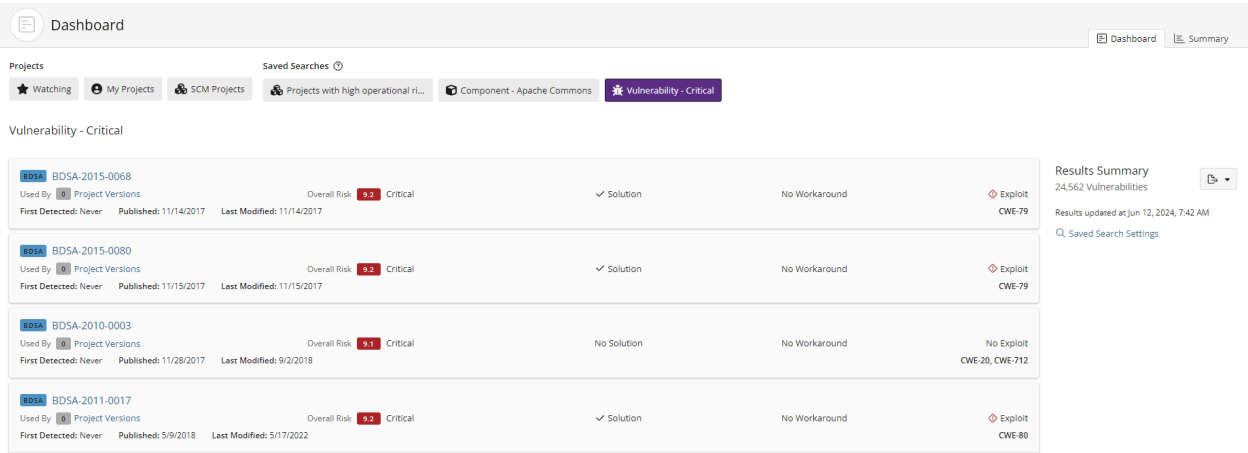 Dashboard
Dashboard Summary
Projects Saved Searches
Watching My Projects SCM Projects Projects with high operational ri... Component - Apache Commons Vulnerability - Critical
Vulnerability - Critical
BDSA BDSA-2015-0068
Used By 0 Project Versions Overall Risk 9.2 Critical Solution No Workaround Exploit
First Detected: Never Published: 11/14/2017 Last Modified: 11/14/2017 CWE-79
BDSA BDSA-2015-0080
Used By 0 Project Versions Overall Risk 9.2 Critical Solution No Workaround Exploit
First Detected: Never Published: 11/15/2017 Last Modified: 11/15/2017 CWE-79
BDSA BDSA-2010-0003
Used By 0 Project Versions Overall Risk 9.1 Critical No Solution No Workaround No Exploit
First Detected: Never Published: 11/28/2017 Last Modified: 9/2/2018 CWE-20, CWE-712
BDSA BDSA-2011-0017
Used By 0 Project Versions Overall Risk 9.2 Critical Solution No Workaround Exploit
First Detected: Never Published: 5/9/2018 Last Modified: 5/17/2022 CWE-80
Results Summary
24,562 Vulnerabilities
Results updated at Jun 12, 2024, 7:42 AM
Saved Search Settings